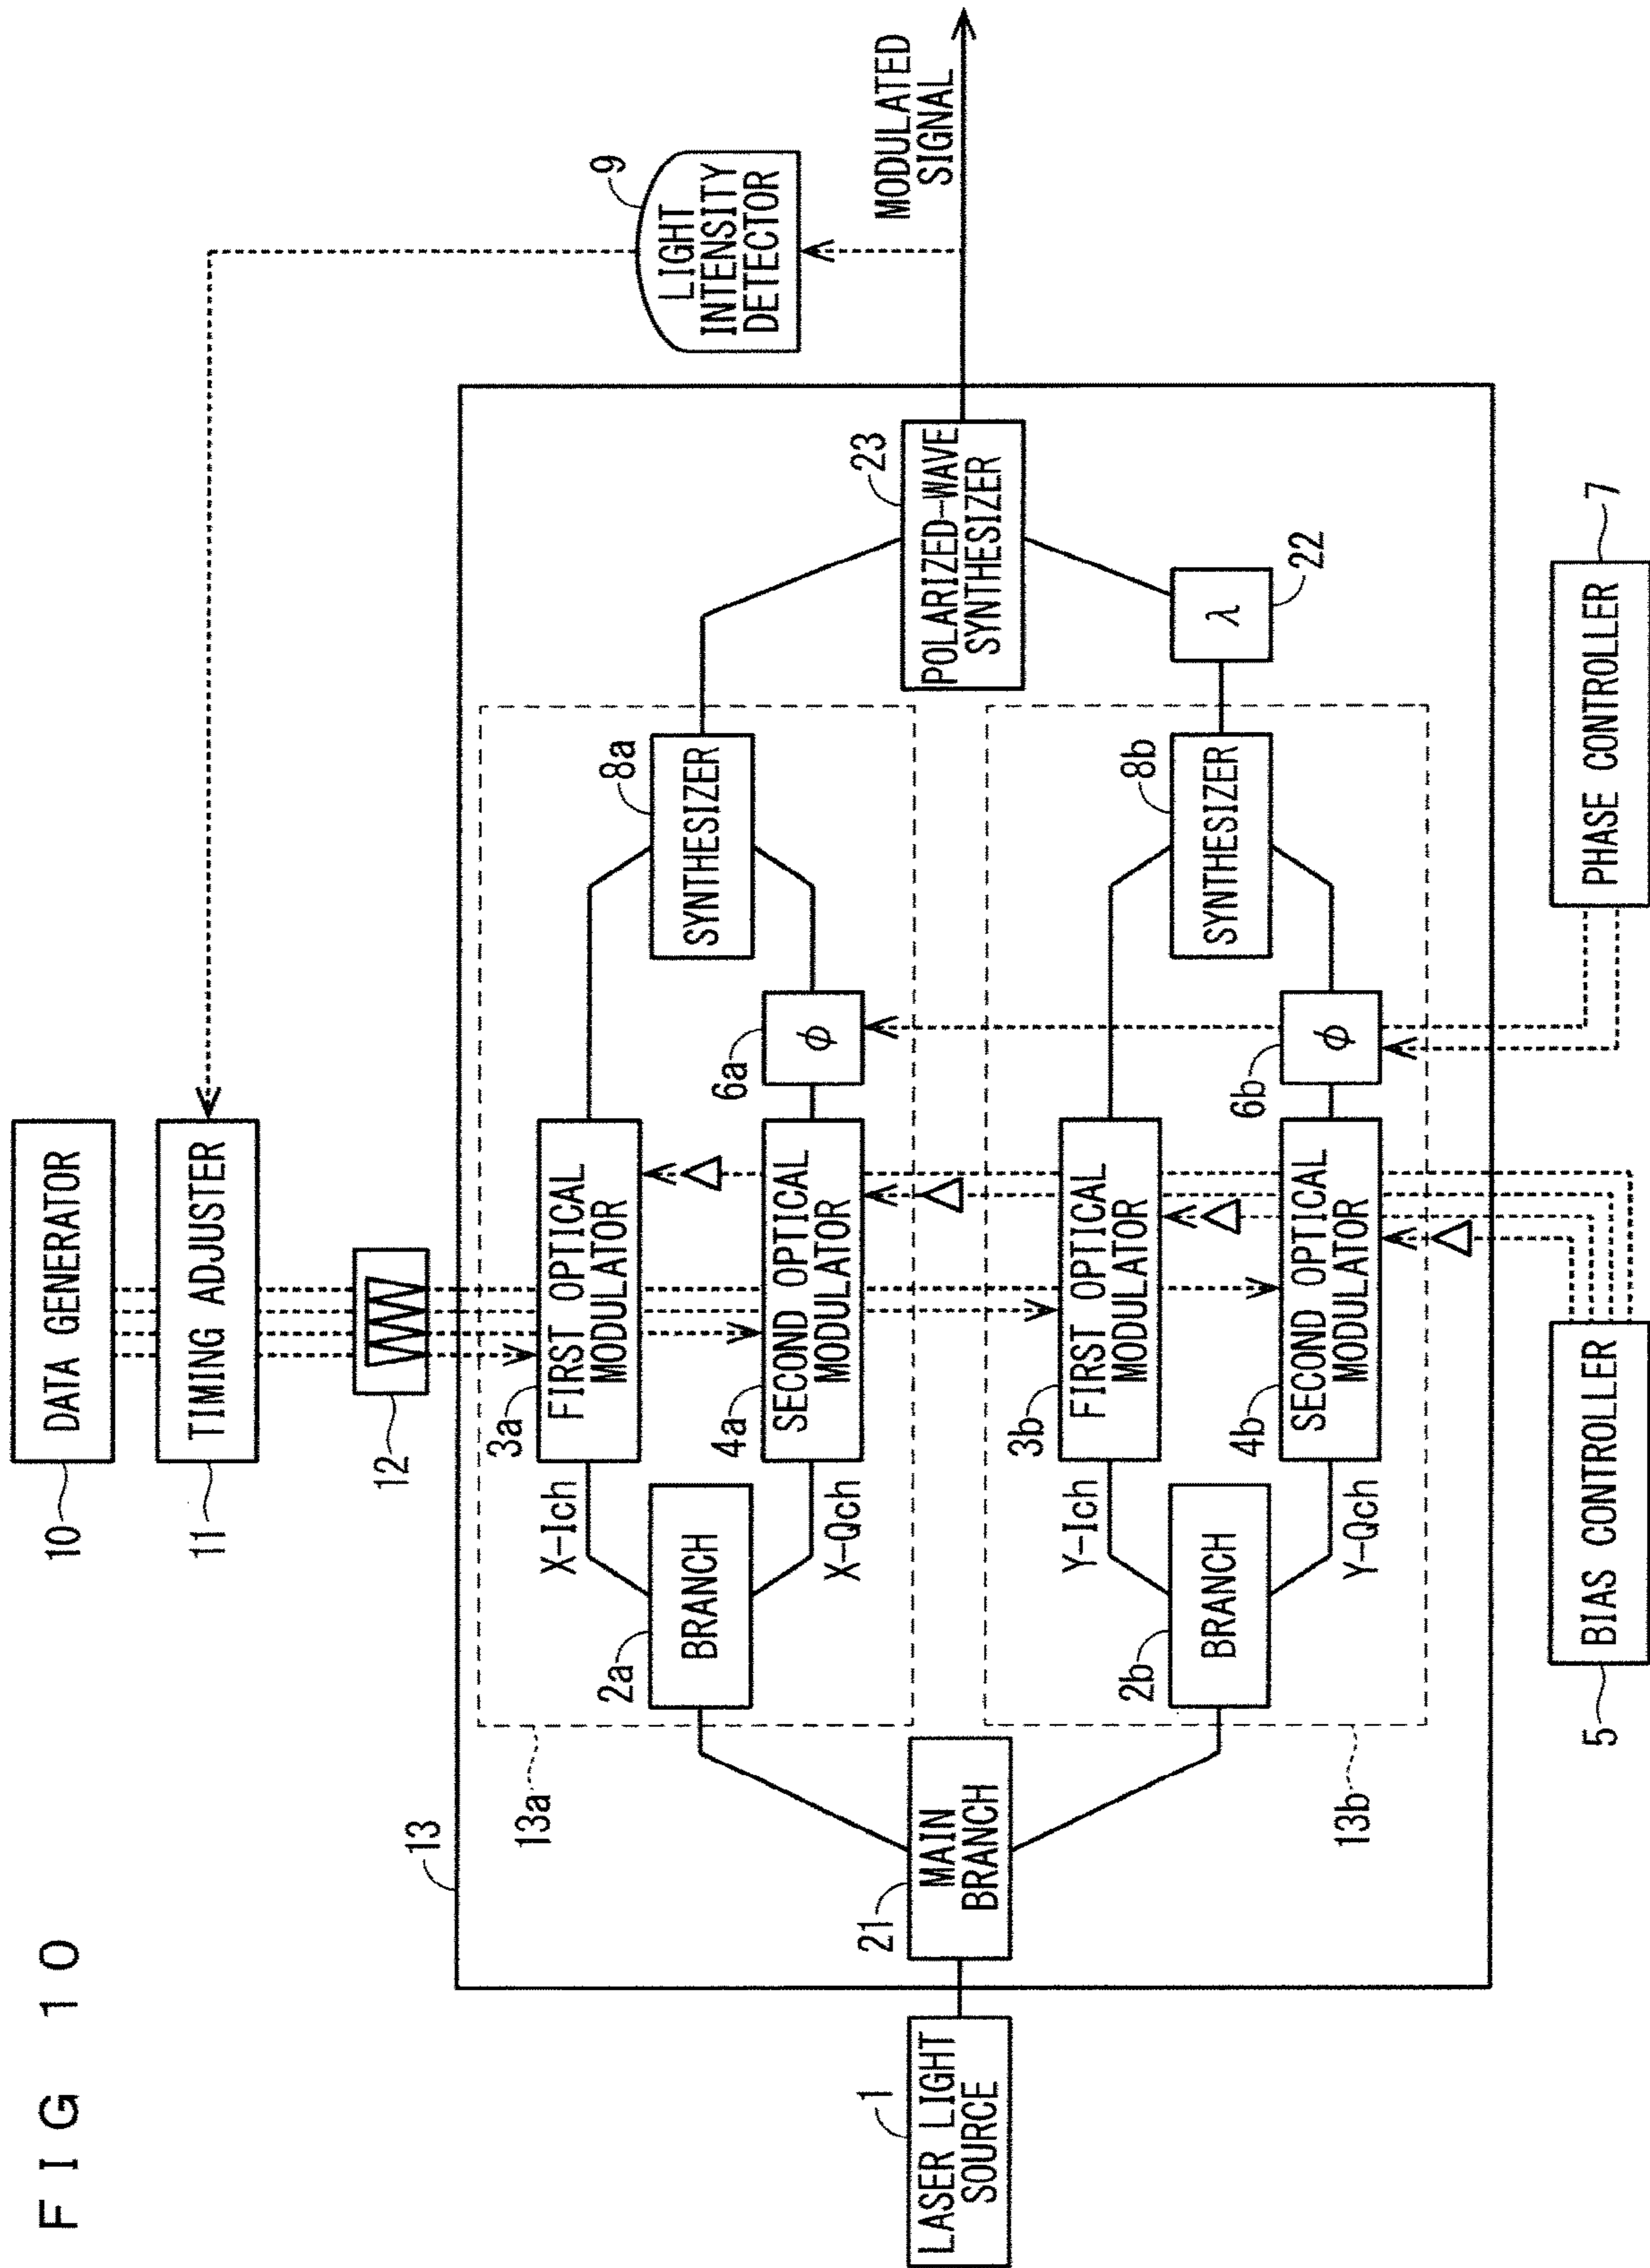 FIG 10
10
DATA GENERATOR
11
TIMING ADJUSTER
12
13
9
LIGHT
INTENSITY
DETECTOR
MODULATED
SIGNAL
1
LASER LIGHT
SOURCE
21
MAIN
BRANCH
13a
2a
BRANCH
X-Ich
X-Qch
3a
FIRST OPTICAL
MODULATOR
4a
SECOND OPTICAL
MODULATOR
6a
ϕ
8a
SYNTHESIZER
13b
2b
BRANCH
Y-Ich
Y-Qch
3b
FIRST OPTICAL
MODULATOR
4b
SECOND OPTICAL
MODULATOR
6b
ϕ
8b
SYNTHESIZER
23
POLARIZED-WAVE
SYNTHESIZER
λ
22
5
BIAS CONTROLLER
PHASE CONTROLLER
7